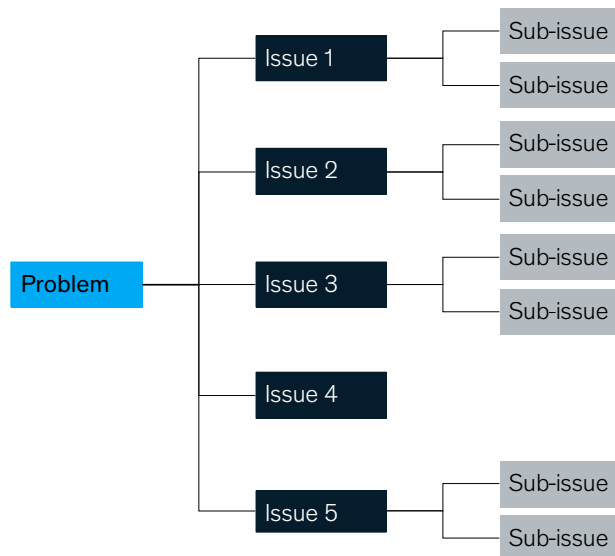 Problem
Issue 1
Sub-issue
Sub-issue
Issue 2
Sub-issue
Sub-issue
Issue 3
Sub-issue
Sub-issue
Issue 4
Issue 5
Sub-issue
Sub-issue